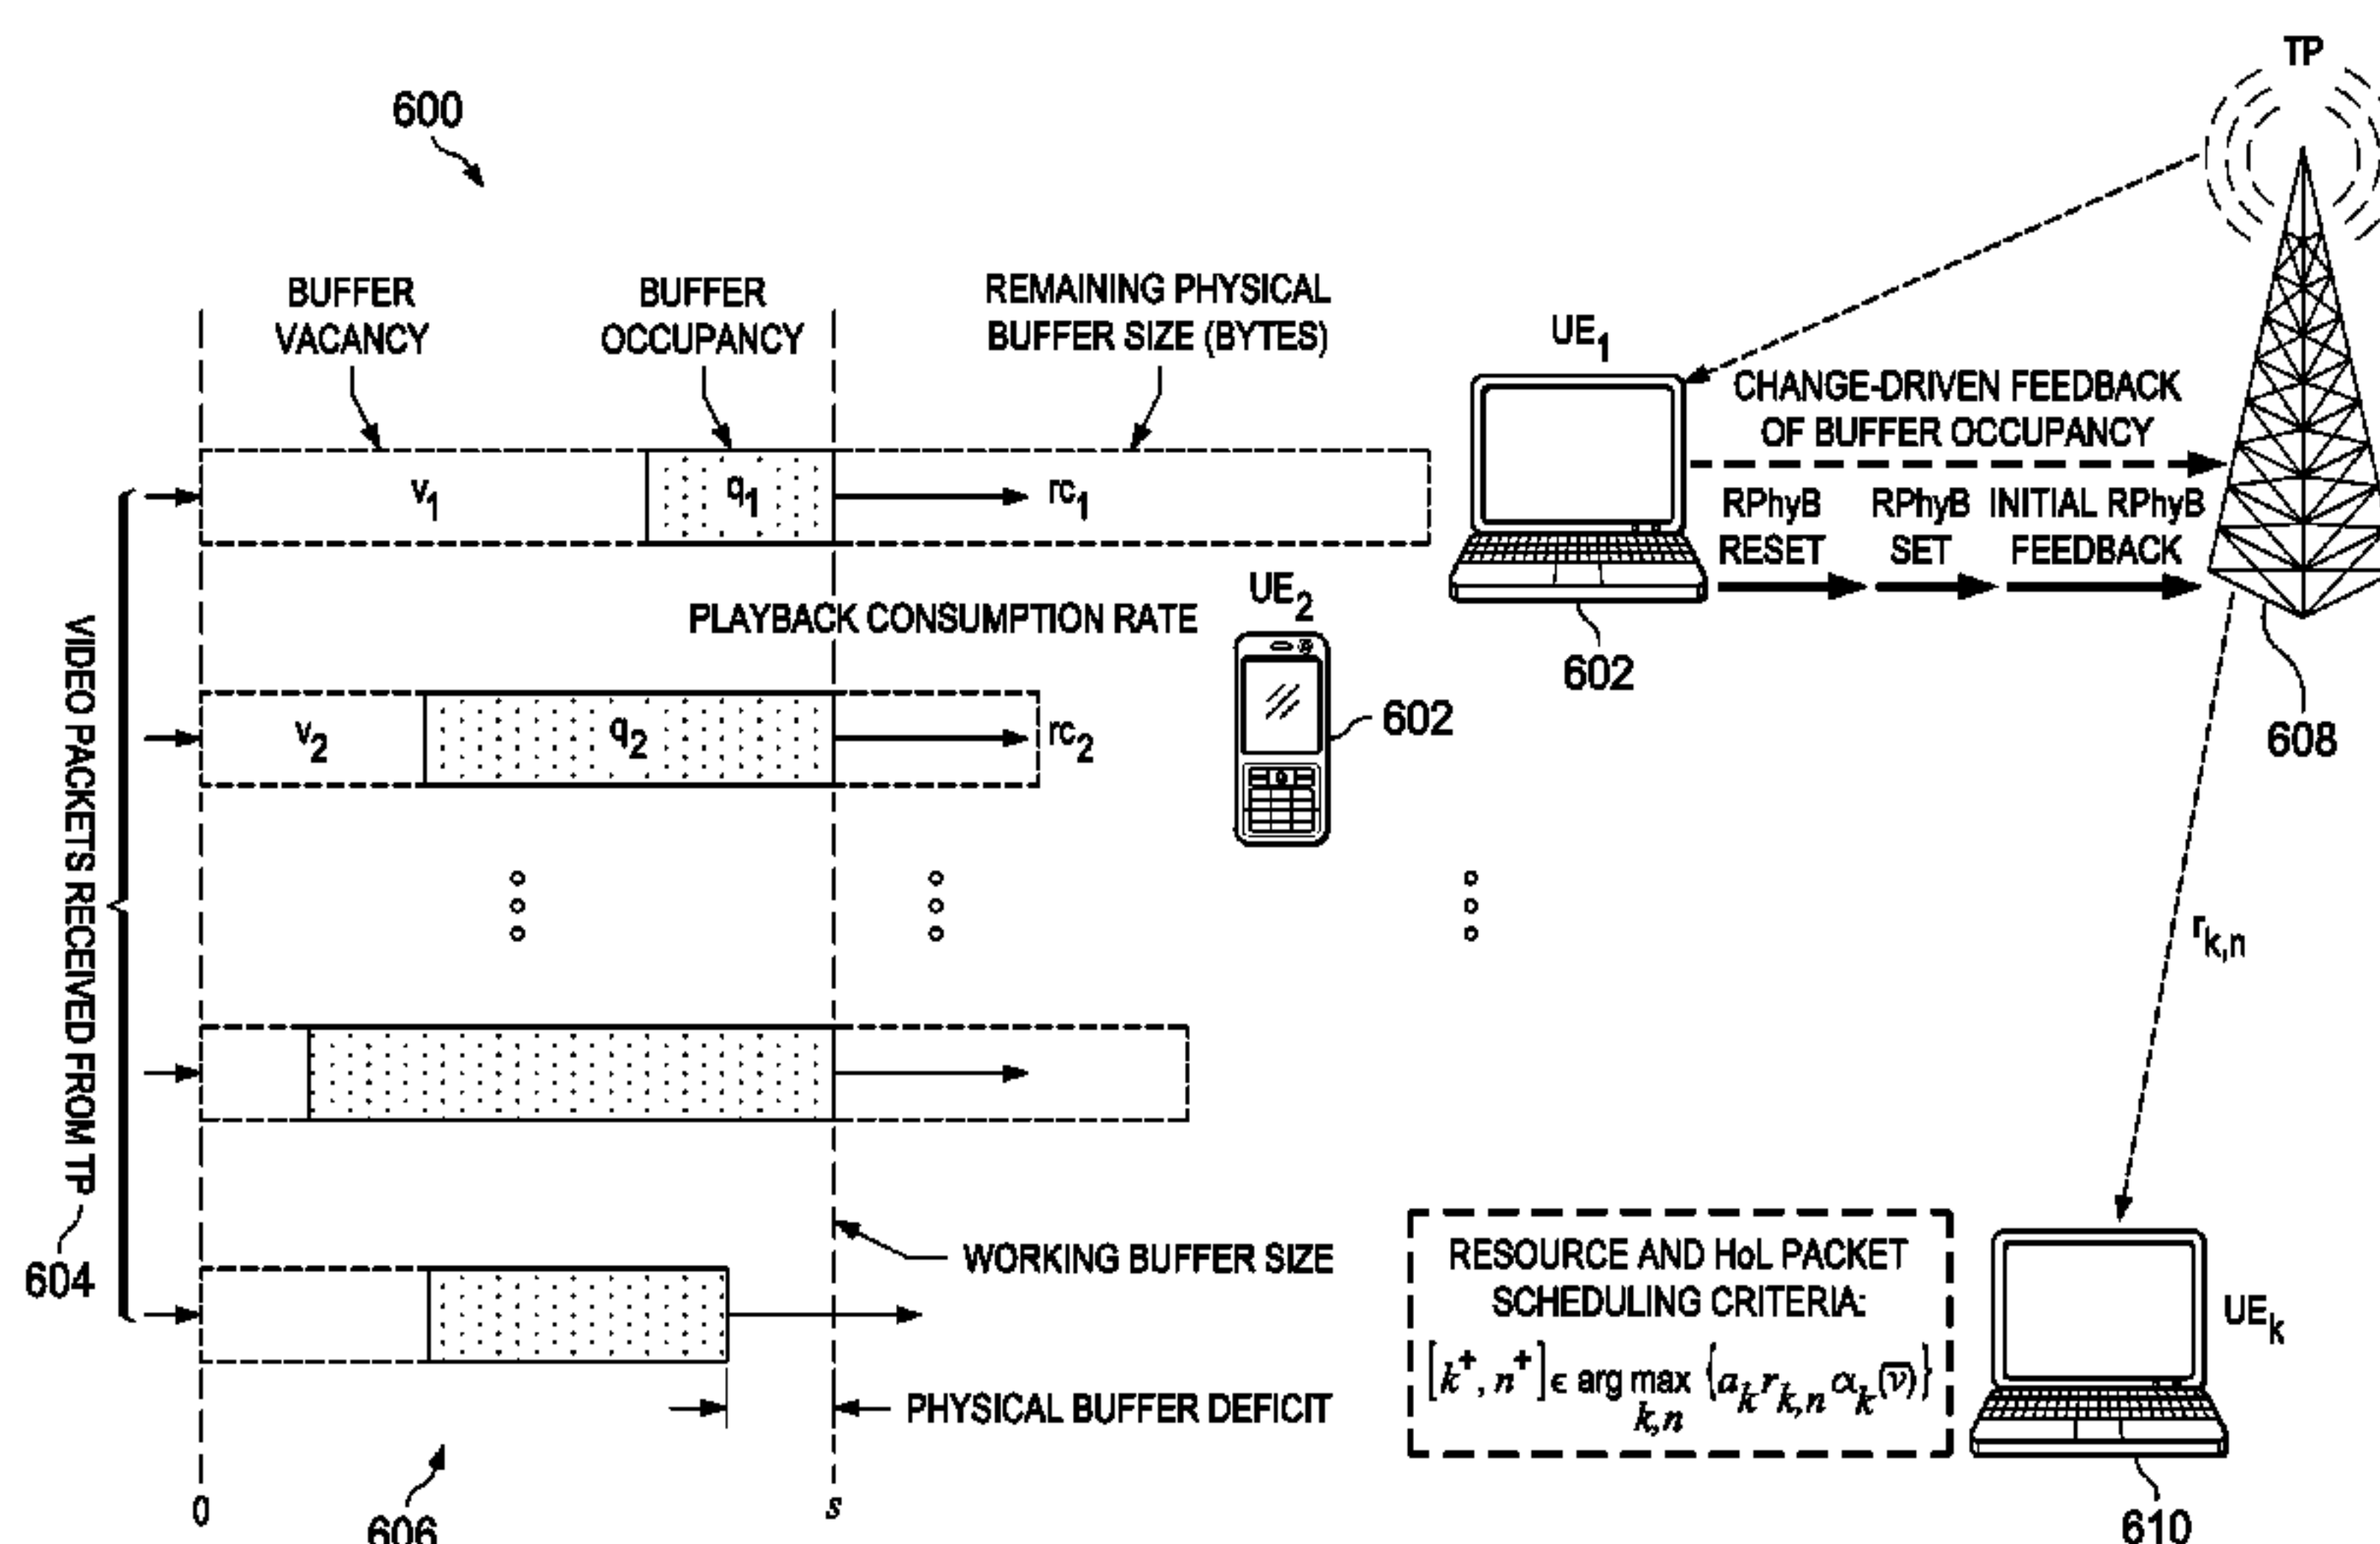 TP
600
BUFFER
VACANCY
BUFFER
OCCUPANCY
REMAINING PHYSICAL
BUFFER SIZE (BYTES)
UE1
CHANGE-DRIVEN FEEDBACK
OF BUFFER OCCUPANCY
v1
q1
rc1
RPhyB
RESET
RPhyB
SET
INITIAL RPhyB
FEEDBACK
PLAYBACK CONSUMPTION RATE
UE2
602
602
608
v2
q2
rc2
VIDEO PACKETS RECEIVED FROM TP
604
rk,n
WORKING BUFFER SIZE
RESOURCE AND HoL PACKET
SCHEDULING CRITERIA:
[k+, n+] ϵ arg max {ak rk,n αk(v̅)}
k,n
UEk
PHYSICAL BUFFER DEFICIT
0
s
606
610